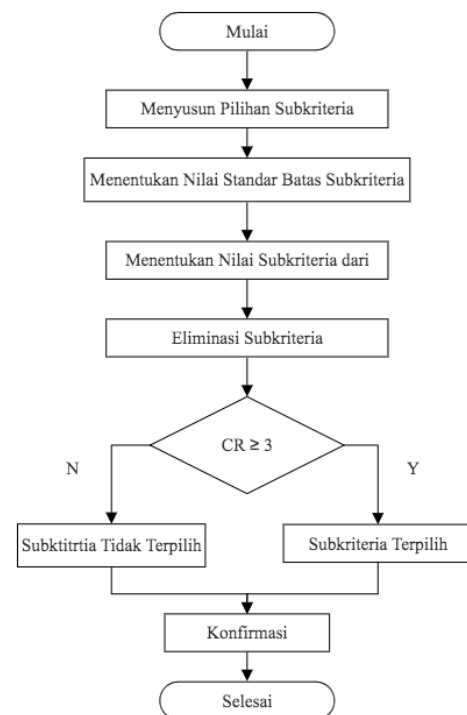 Mulai
Menyusun Pilihan Subkriteria
Menentukan Nilai Standar Batas Subkriteria
Menentukan Nilai Subkriteria dari
Eliminasi Subkriteria
CR ≥ 3
N
Y
Subktitrtia Tidak Terpilih
Subkriteria Terpilih
Konfirmasi
Selesai